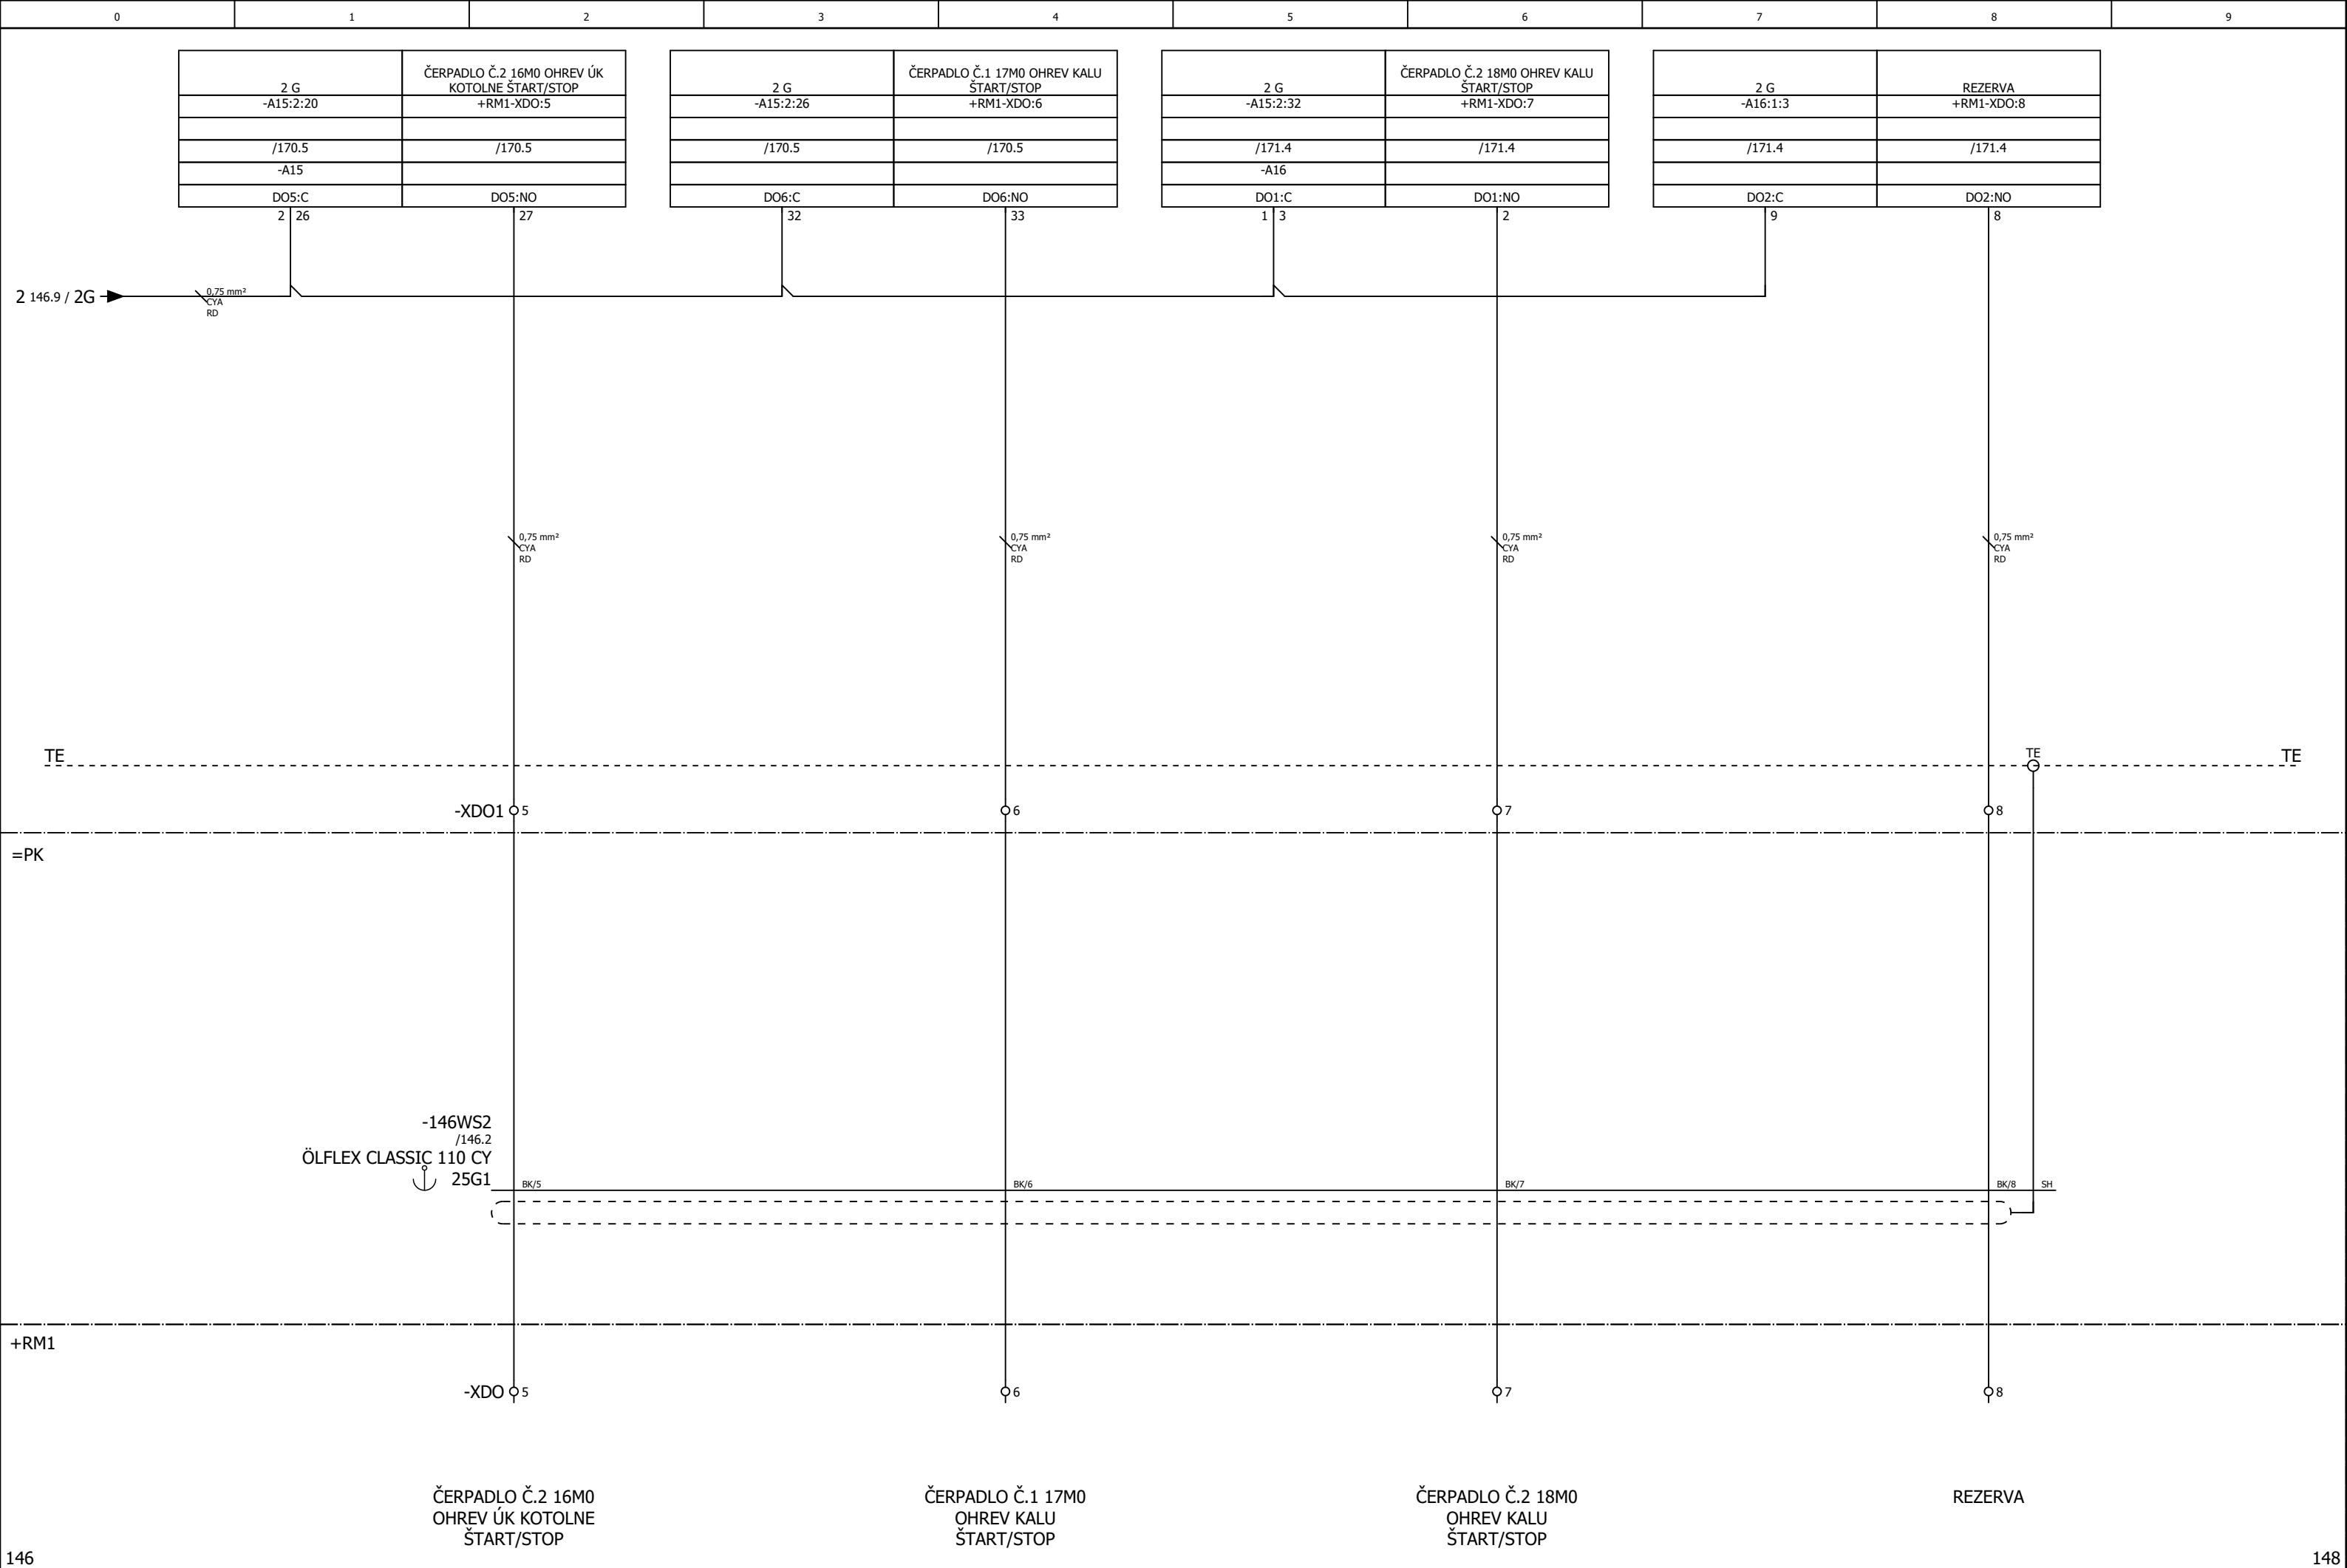 0 1 2 3 4 5 6 7 8 9
2 G
ČERPADLO Č.2 16M0 OHREV ÚK
KOTOLNE ŠTART/STOP
-A15:2:20 +RM1-XDO:5
/170.5 /170.5
-A15
DO5:C DO5:NO
2 26 27
2 G
ČERPADLO Č.1 17M0 OHREV KALU
ŠTART/STOP
-A15:2:26 +RM1-XDO:6
/170.5 /170.5
DO6:C DO6:NO
32 33
2 G
ČERPADLO Č.2 18M0 OHREV KALU
ŠTART/STOP
-A15:2:32 +RM1-XDO:7
/171.4 /171.4
-A16
DO1:C DO1:NO
1 3 2
2 G REZERVA
-A16:1:3 +RM1-XDO:8
/171.4 /171.4
DO2:C DO2:NO
9 8
2 146.9 / 2G
0,75 mm²
CYA
RD
0,75 mm²
CYA
RD
0,75 mm²
CYA
RD
0,75 mm²
CYA
RD
0,75 mm²
CYA
RD
TE TE TE
-XDO1 5 6 7 8
=PK
-146WS2
/146.2
ÖLFLEX CLASSIC 110 CY
25G1
BK/5 BK/6 BK/7 BK/8 SH
+RM1
-XDO 5 6 7 8
ČERPADLO Č.2 16M0
OHREV ÚK KOTOLNE
ŠTART/STOP
ČERPADLO Č.1 17M0
OHREV KALU
ŠTART/STOP
ČERPADLO Č.2 18M0
OHREV KALU
ŠTART/STOP
REZERVA
146 148